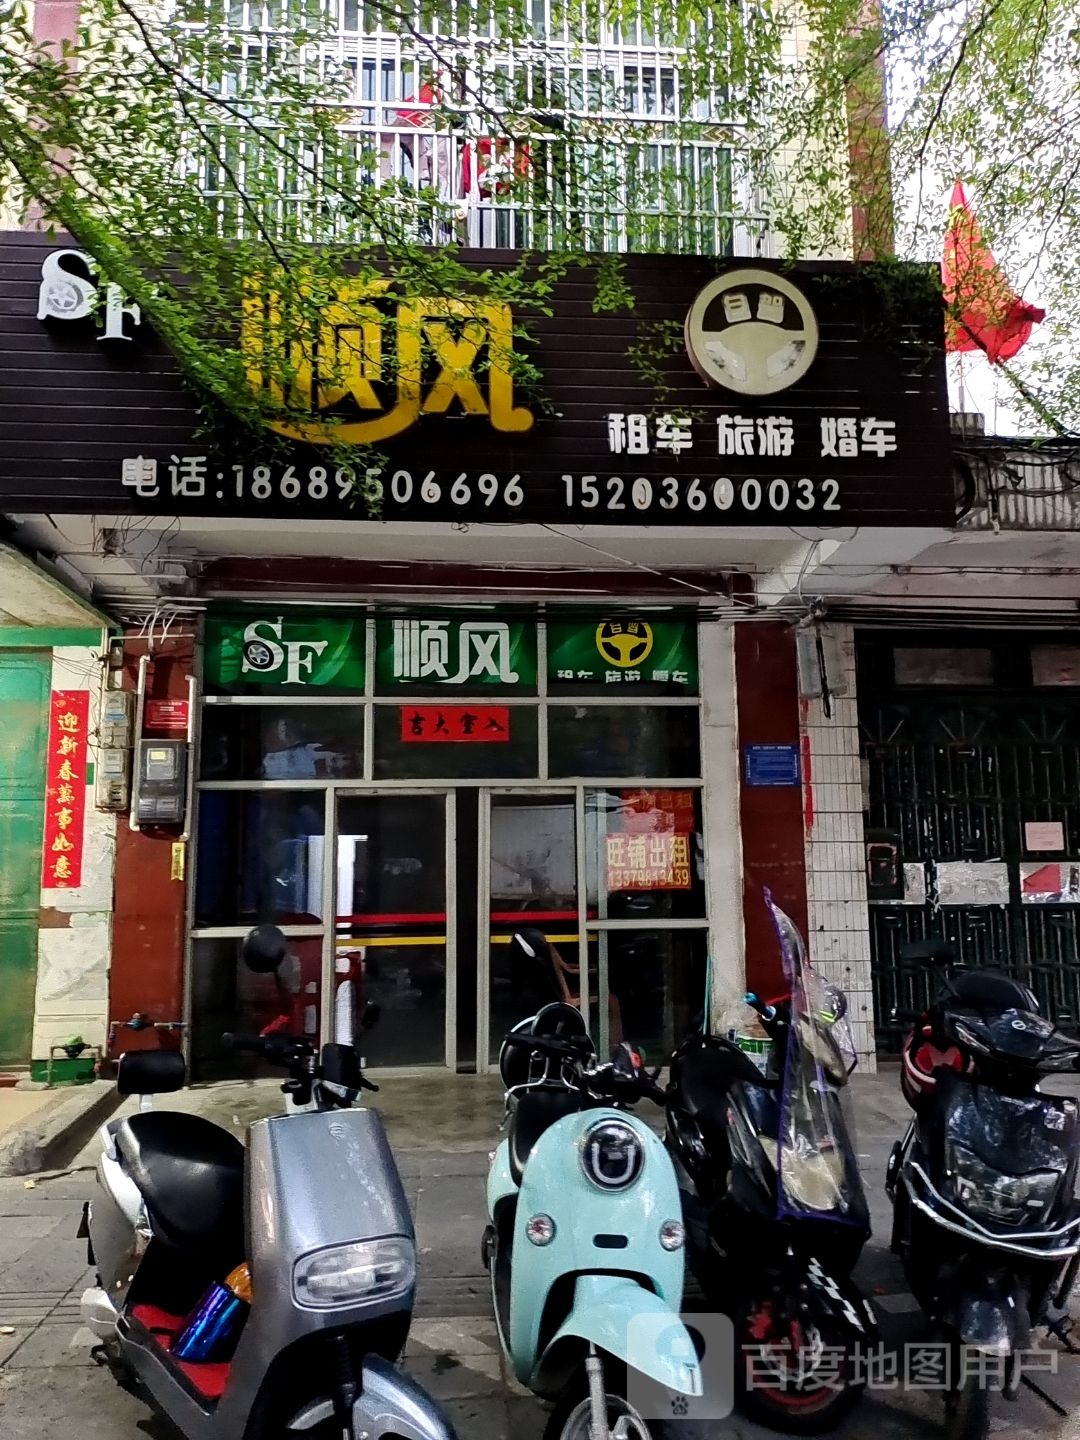 SF
顺风
自驾
租车 旅游 婚车
电话:18689506696 15203600032
SF
顺风
自驾
租车 旅游 婚车
吉大室入
迎新春萬事如意
旺铺出租
13379813439
百度地图用户